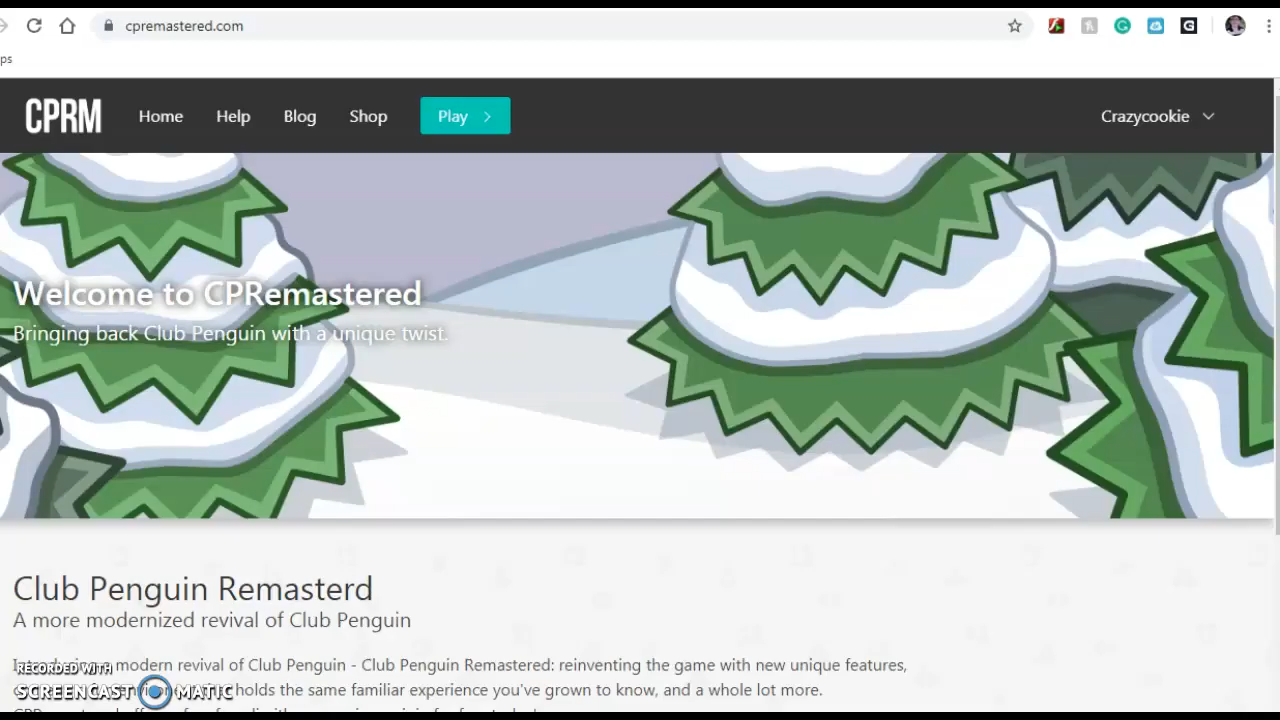 cpremastered.com
ps
CPRM Home Help Blog Shop Play Crazycookie
Welcome to CPRemastered
Bringing back Club Penguin with a unique twist.
Club Penguin Remasterd
A more modernized revival of Club Penguin
modern revival of Club Penguin - Club Penguin Remastered: reinventing the game with new unique features,
RECORDED WITH
holds the same familiar experience you've grown to know, and a whole lot more.
SCREENCAST MATIC